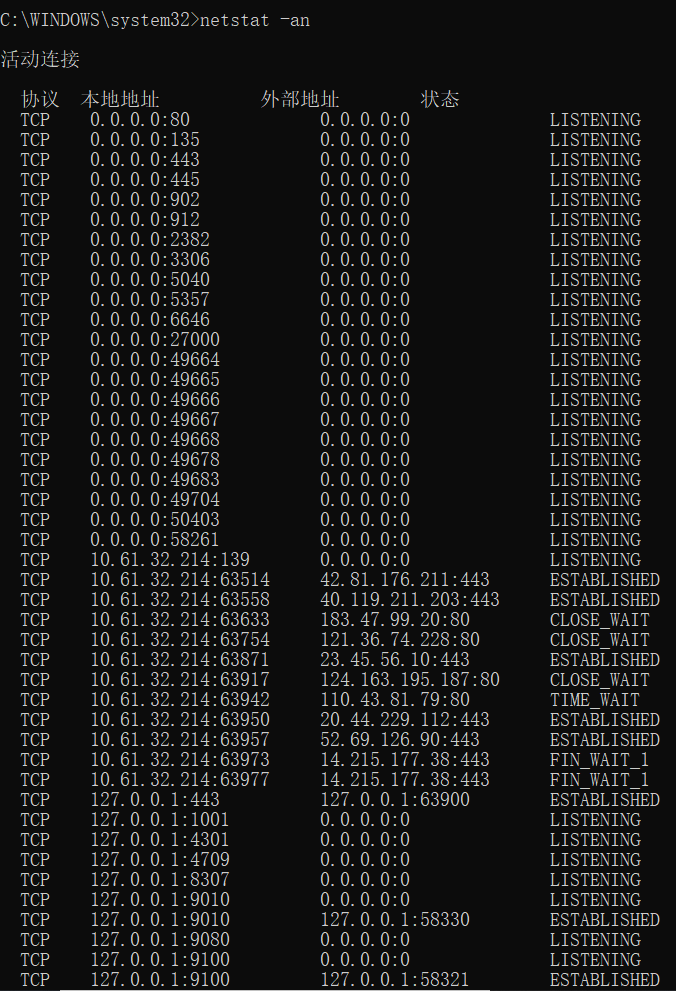 C:\WINDOWS\system32>netstat -an
活动连接
协议 本地地址 外部地址 状态
TCP 0.0.0.0:80 0.0.0.0:0 LISTENING
TCP 0.0.0.0:135 0.0.0.0:0 LISTENING
TCP 0.0.0.0:443 0.0.0.0:0 LISTENING
TCP 0.0.0.0:445 0.0.0.0:0 LISTENING
TCP 0.0.0.0:902 0.0.0.0:0 LISTENING
TCP 0.0.0.0:912 0.0.0.0:0 LISTENING
TCP 0.0.0.0:2382 0.0.0.0:0 LISTENING
TCP 0.0.0.0:3306 0.0.0.0:0 LISTENING
TCP 0.0.0.0:5040 0.0.0.0:0 LISTENING
TCP 0.0.0.0:5357 0.0.0.0:0 LISTENING
TCP 0.0.0.0:6646 0.0.0.0:0 LISTENING
TCP 0.0.0.0:27000 0.0.0.0:0 LISTENING
TCP 0.0.0.0:49664 0.0.0.0:0 LISTENING
TCP 0.0.0.0:49665 0.0.0.0:0 LISTENING
TCP 0.0.0.0:49666 0.0.0.0:0 LISTENING
TCP 0.0.0.0:49667 0.0.0.0:0 LISTENING
TCP 0.0.0.0:49668 0.0.0.0:0 LISTENING
TCP 0.0.0.0:49678 0.0.0.0:0 LISTENING
TCP 0.0.0.0:49683 0.0.0.0:0 LISTENING
TCP 0.0.0.0:49704 0.0.0.0:0 LISTENING
TCP 0.0.0.0:50403 0.0.0.0:0 LISTENING
TCP 0.0.0.0:58261 0.0.0.0:0 LISTENING
TCP 10.61.32.214:139 0.0.0.0:0 LISTENING
TCP 10.61.32.214:63514 42.81.176.211:443 ESTABLISHED
TCP 10.61.32.214:63558 40.119.211.203:443 ESTABLISHED
TCP 10.61.32.214:63633 183.47.99.20:80 CLOSE_WAIT
TCP 10.61.32.214:63754 121.36.74.228:80 CLOSE_WAIT
TCP 10.61.32.214:63871 23.45.56.10:443 ESTABLISHED
TCP 10.61.32.214:63917 124.163.195.187:80 CLOSE_WAIT
TCP 10.61.32.214:63942 110.43.81.79:80 TIME_WAIT
TCP 10.61.32.214:63950 20.44.229.112:443 ESTABLISHED
TCP 10.61.32.214:63957 52.69.126.90:443 ESTABLISHED
TCP 10.61.32.214:63973 14.215.177.38:443 FIN_WAIT_1
TCP 10.61.32.214:63977 14.215.177.38:443 FIN_WAIT_1
TCP 127.0.0.1:443 127.0.0.1:63900 ESTABLISHED
TCP 127.0.0.1:1001 0.0.0.0:0 LISTENING
TCP 127.0.0.1:4301 0.0.0.0:0 LISTENING
TCP 127.0.0.1:4709 0.0.0.0:0 LISTENING
TCP 127.0.0.1:8307 0.0.0.0:0 LISTENING
TCP 127.0.0.1:9010 0.0.0.0:0 LISTENING
TCP 127.0.0.1:9010 127.0.0.1:58330 ESTABLISHED
TCP 127.0.0.1:9080 0.0.0.0:0 LISTENING
TCP 127.0.0.1:9100 0.0.0.0:0 LISTENING
TCP 127.0.0.1:9100 127.0.0.1:58321 ESTABLISHED